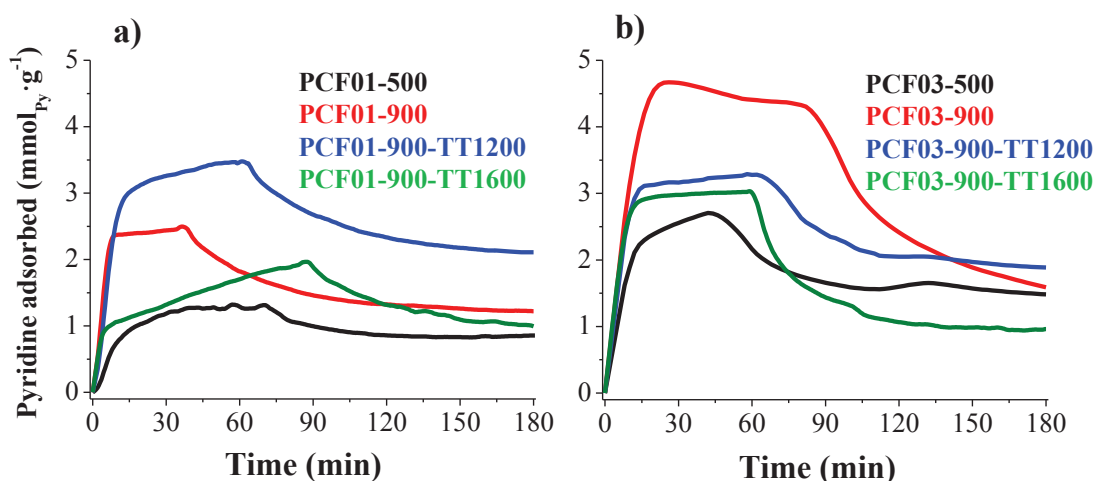 a)
PCF01-500
PCF01-900
PCF01-900-TT1200
PCF01-900-TT1600
5
4
3
2
1
0
0 30 60 90 120 150 180
Time (min)
Pyridine adsorbed (mmolPy·g-1)
b)
PCF03-500
PCF03-900
PCF03-900-TT1200
PCF03-900-TT1600
5
4
3
2
1
0
0 30 60 90 120 150 180
Time (min)